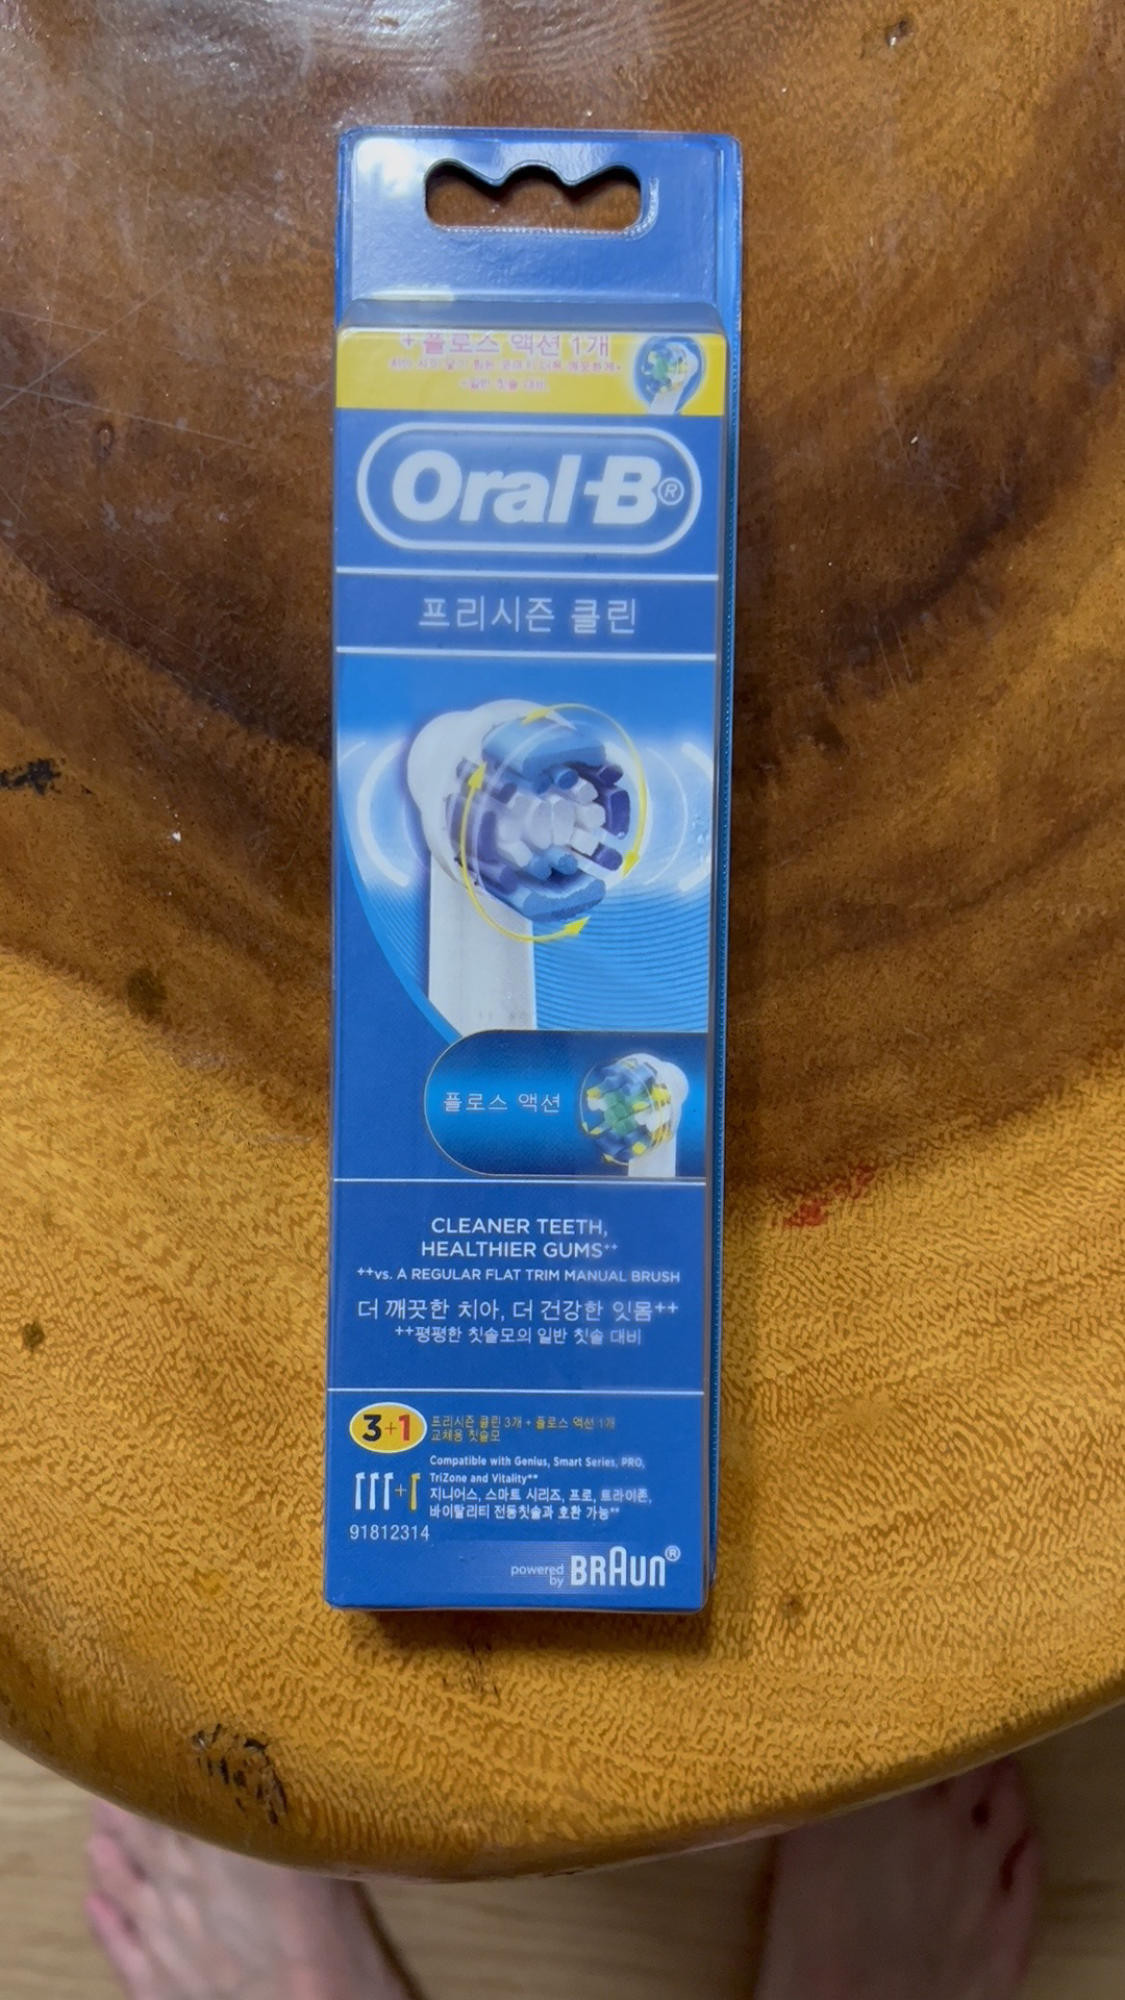 + 플로스 액션 1개
+일반 칫솔 대비
Oral-B®
프리시즌 클린
플로스 액션
CLEANER TEETH,
HEALTHIER GUMS++
++vs. A REGULAR FLAT TRIM MANUAL BRUSH
더 깨끗한 치아, 더 건강한 잇몸++
++평평한 칫솔모의 일반 칫솔 대비
3+1
프리시즌 클린 3개 + 플로스 액션 1개
교체용 칫솔모
Compatible with Genius, Smart Series, PRO,
TriZone and Vitality**
지니어스, 스마트 시리즈, 프로, 트라이존,
바이탈리티 전동칫솔과 호환 가능**
+
91812314
powered
by
BRAUN®